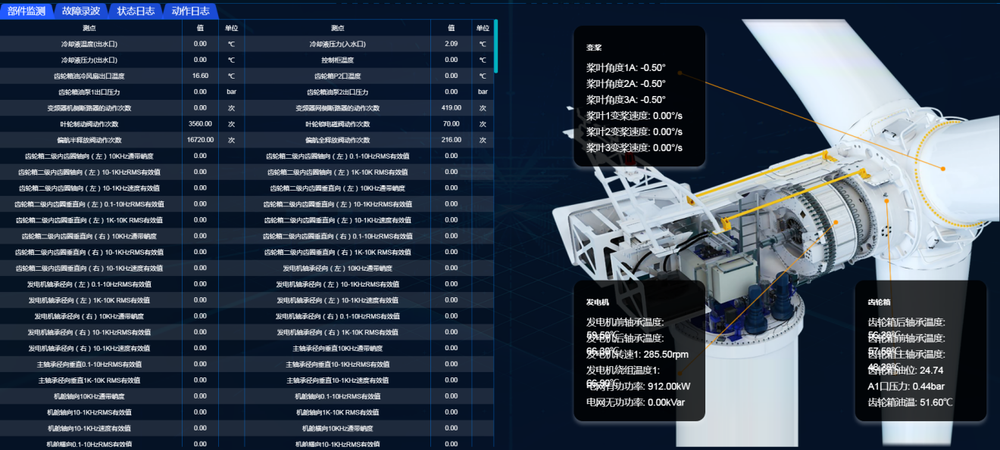 部件监测 故障录波 状态日志 动作日志
测点 值 单位 测点 值 单位
冷却液温度(出水口) 0.00 ℃ 冷却液压力(入水口) 2.09 ℃
冷却液压力(出水口) 0.00 ℃ 控制柜温度 0.00 ℃
齿轮箱油冷风扇出口温度 16.60 ℃ 齿轮箱P2口温度 0.00 ℃
齿轮箱油泵1出口压力 0.00 bar 齿轮箱油泵2出口压力 0.00 bar
变频器机侧断路器的动作次数 0.00 次 变频器网侧断路器的动作次数 419.00 次
叶轮制动阀动作次数 3560.00 次 叶轮锁电磁阀动作次数 70.00 次
偏航半释放阀动作次数 16720.00 次 偏航全释放阀动作次数 216.00 次
齿轮箱二级内齿圈轴向（左）10KHz通带峭度 0.00 齿轮箱二级内齿圈轴向（左）0.1-10HzRMS有效值 0.00
齿轮箱二级内齿圈轴向（左）10-1KHzRMS有效值 0.00 齿轮箱二级内齿圈轴向（左）1K-10K RMS有效值 0.00
齿轮箱二级内齿圈轴向（左）10-1KHz速度有效值 0.00 齿轮箱二级内齿圈垂直向（左）10KHz通带峭度 0.00
齿轮箱二级内齿圈垂直向（左）0.1-10HzRMS有效值 0.00 齿轮箱二级内齿圈垂直向（左）10-1KHzRMS有效值 0.00
齿轮箱二级内齿圈垂直向（左）1K-10K RMS有效值 0.00 齿轮箱二级内齿圈垂直向（左）10-1KHz速度有效值 0.00
齿轮箱二级内齿圈垂直向（右）10KHz通带峭度 0.00 齿轮箱二级内齿圈垂直向（右）0.1-10HzRMS有效值 0.00
齿轮箱二级内齿圈垂直向（右）10-1KHzRMS有效值 0.00 齿轮箱二级内齿圈垂直向（右）1K-10K RMS有效值 0.00
齿轮箱二级内齿圈垂直向（右）10-1KHz速度有效值 0.00 发电机轴承径向（左）10KHz通带峭度 0.00
发电机轴承径向（左）0.1-10HzRMS有效值 0.00 发电机轴承径向（左）10-1KHzRMS有效值 0.00
发电机轴承径向（左）1K-10K RMS有效值 0.00 发电机轴承径向（左）10-1KHz速度有效值 0.00
发电机轴承径向（右）10KHz通带峭度 0.00 发电机轴承径向（右）0.1-10HzRMS有效值 0.00
发电机轴承径向（右）10-1KHzRMS有效值 0.00 发电机轴承径向（右）1K-10K RMS有效值 0.00
发电机轴承径向（右）10-1KHz速度有效值 0.00 主轴承径向垂直10KHz通带峭度 0.00
主轴承径向垂直0.1-10HzRMS有效值 0.00 主轴承径向垂直10-1KHzRMS有效值 0.00
主轴承径向垂直1K-10K RMS有效值 0.00 主轴承径向垂直10-1KHz速度有效值 0.00
机舱轴向10KHz通带峭度 0.00 机舱轴向0.1-10HzRMS有效值 0.00
机舱轴向10-1KHzRMS有效值 0.00 机舱轴向1K-10K RMS有效值 0.00
机舱轴向10-1KHz速度有效值 0.00 机舱横向10KHz通带峭度 0.00
机舱横向0.1-10HzRMS有效值 0.00 机舱横向10-1KHzRMS有效值 0.00
变桨
桨叶角度1A: -0.50°
桨叶角度2A: -0.50°
桨叶角度3A: -0.50°
桨叶1变桨速度: 0.00°/s
桨叶2变桨速度: 0.00°/s
桨叶3变桨速度: 0.00°/s
发电机
发电机前轴承温度:
59.50℃
发电机后轴承温度:
66.30℃
发电机转速1: 285.50rpm
发电机绕组温度1:
66.90℃
电网有功功率: 912.00kW
电网无功功率: 0.00kVar
齿轮箱
齿轮箱后轴承温度:
56.20℃
齿轮箱前轴承温度:
57.50℃
齿轮箱主轴承温度:
48.20℃
齿轮箱油位: 24.74
A1口压力: 0.44bar
齿轮箱油温: 51.60℃